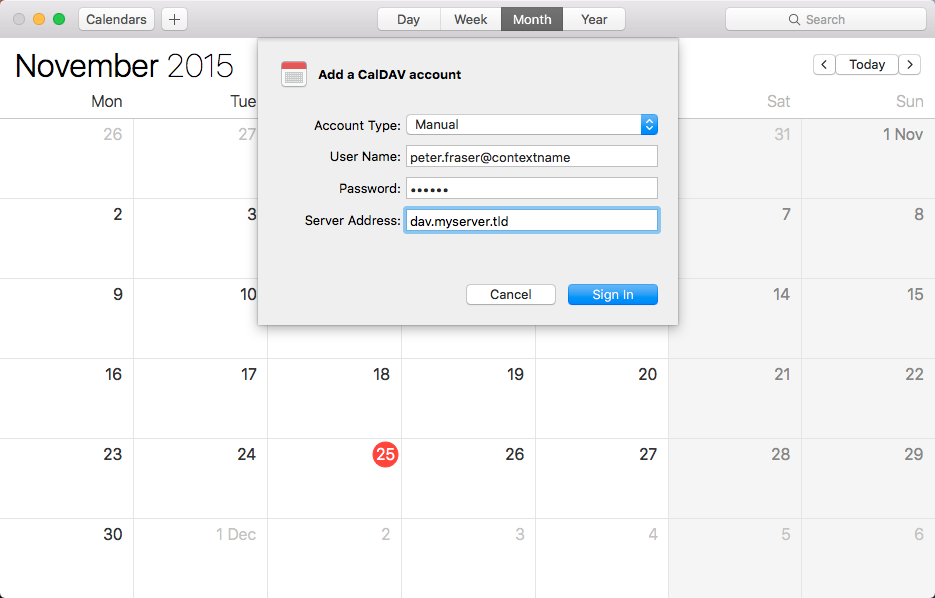 Calendars + Day Week Month Year Search
November 2015 < Today >
Mon Tue Sat Sun
Add a CalDAV account
Account Type: Manual
User Name: peter.fraser@contextname
Password: ••••••
Server Address: dav.myserver.tld
Cancel Sign In
26 27 31 1 Nov
2 3 7 8
9 10 14 15
16 17 18 19 20 21 22
23 24 25 26 27 28 29
30 1 Dec 2 3 4 5 6